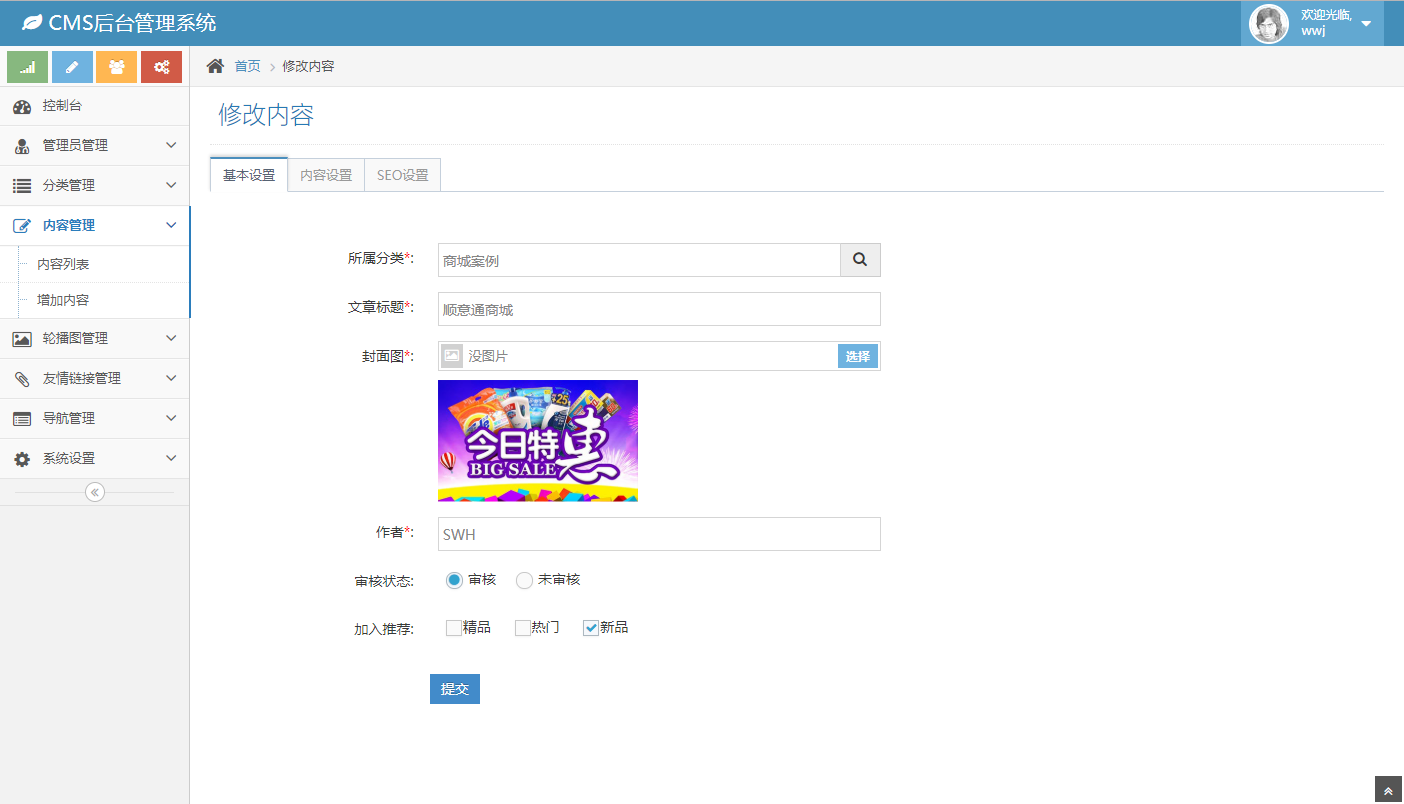 CMS后台管理系统
欢迎光临,
wwj
首页 修改内容
控制台
管理员管理
分类管理
内容管理
内容列表
增加内容
轮播图管理
友情链接管理
导航管理
系统设置
修改内容
基本设置 内容设置 SEO设置
所属分类*: 商城案例
文章标题*: 顺意通商城
封面图*: 没图片 选择
今日特惠
BIG SALE
作者*: SWH
审核状态: 审核 未审核
加入推荐: 精品 热门 新品
提交